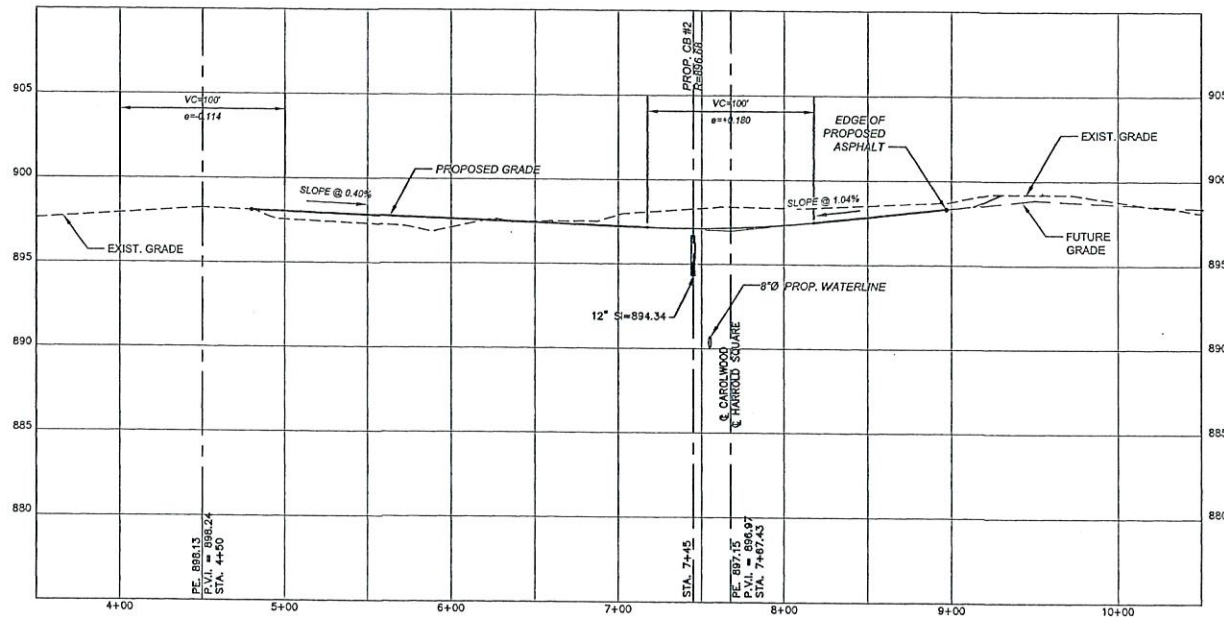 905
900
895
890
885
880
905
900
895
890
885
880
VC=100'
e=-0.114
PROP. CB #2
R=896.68
VC=100'
e=+0.180
EDGE OF
PROPOSED
ASPHALT
EXIST. GRADE
PROPOSED GRADE
SLOPE @ 0.40%
SLOPE @ 1.04%
EXIST. GRADE
FUTURE
GRADE
12" SI=894.34
8"Ø PROP. WATERLINE
℄ CAROLWOOD
℄ HARROLD SQUARE
PE. 898.13
P.V.I. = 898.24
STA. 4+50
STA. 7+45
PE. 897.15
P.V.I. = 896.97
STA. 7+67.43
4+00
5+00
6+00
7+00
8+00
9+00
10+00